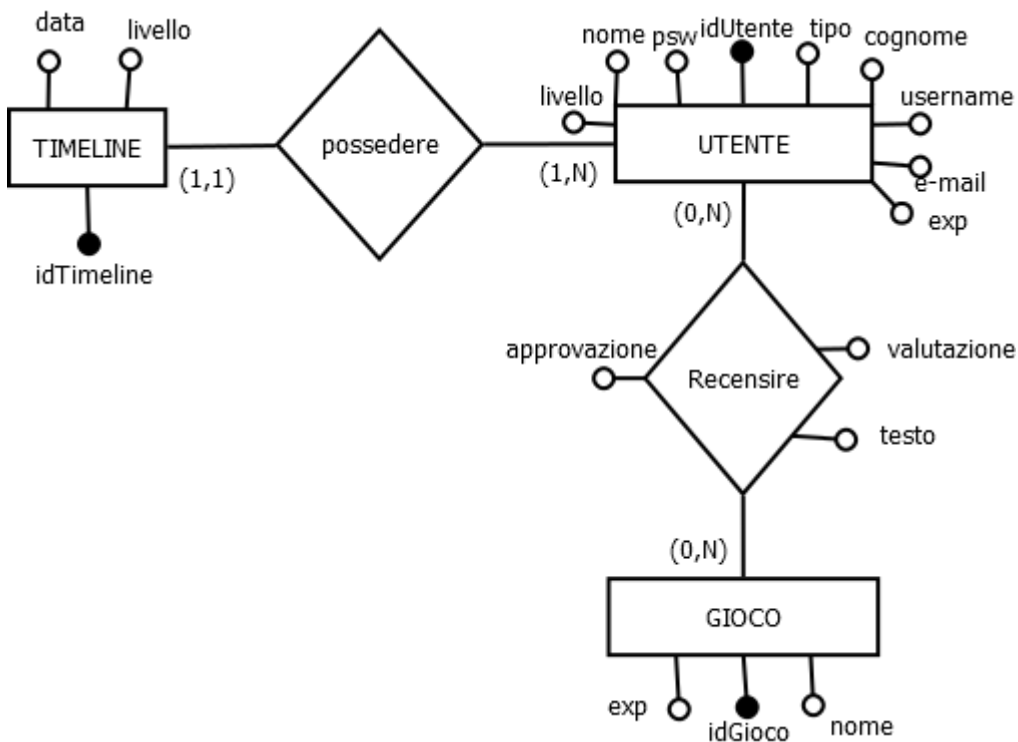 data
livello
TIMELINE
(1,1)
idTimeline
possedere
(1,N)
nome
psw
idUtente
tipo
cognome
livello
username
UTENTE
e-mail
exp
(0,N)
approvazione
valutazione
Recensire
testo
(0,N)
GIOCO
exp
idGioco
nome